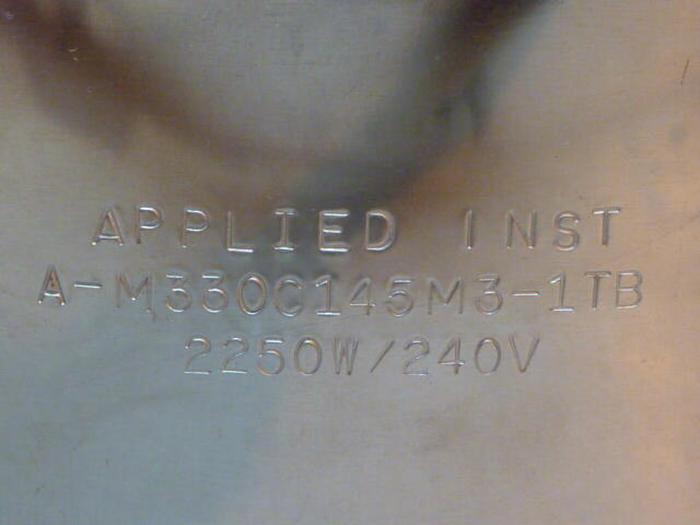 APPLIED INST
A-M330C145M3-1TB
2250W/240V